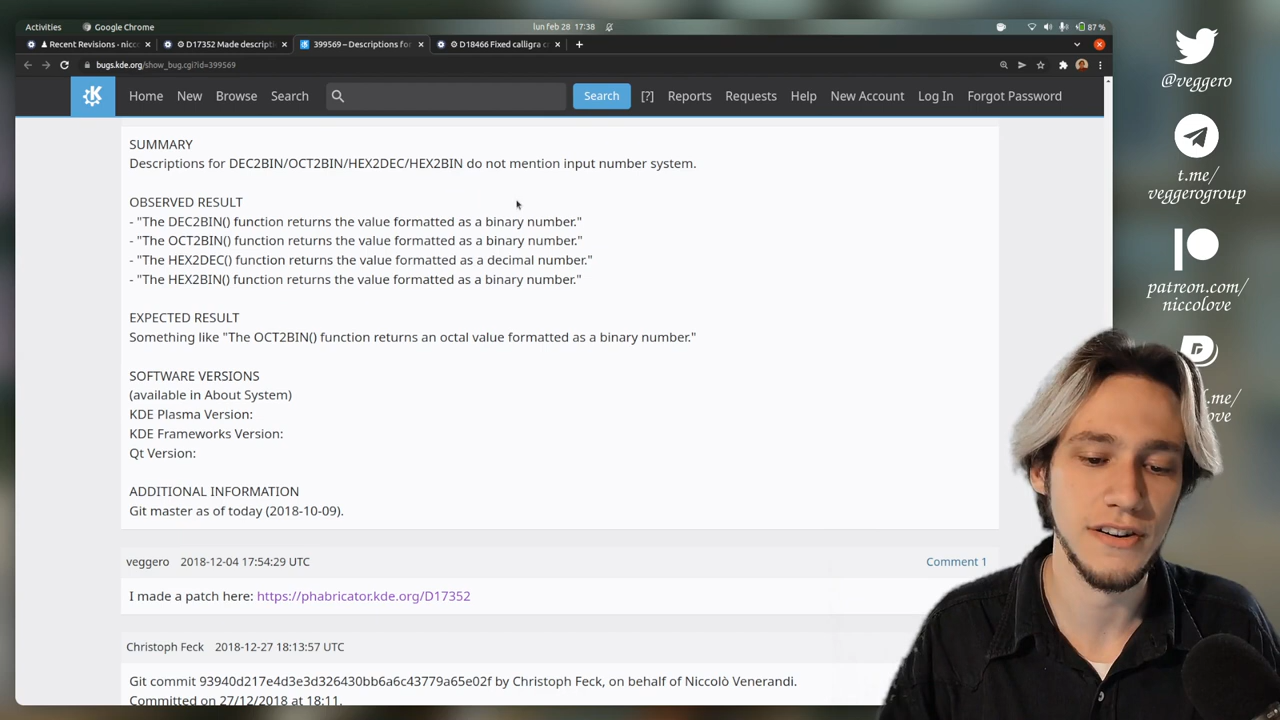 Activities
Google Chrome
lun feb 28 17:38
87 %
Recent Revisions · nicc
D17352 Made descripti
399569 – Descriptions fo
D18466 Fixed calligra c
bugs.kde.org/show_bug.cgi?id=399569
Home
New
Browse
Search
Search
[?]
Reports
Requests
Help
New Account
Log In
Forgot Password
SUMMARY
Descriptions for DEC2BIN/OCT2BIN/HEX2DEC/HEX2BIN do not mention input number system.
OBSERVED RESULT
- "The DEC2BIN() function returns the value formatted as a binary number."
- "The OCT2BIN() function returns the value formatted as a binary number."
- "The HEX2DEC() function returns the value formatted as a decimal number."
- "The HEX2BIN() function returns the value formatted as a binary number."
EXPECTED RESULT
Something like "The OCT2BIN() function returns an octal value formatted as a binary number."
SOFTWARE VERSIONS
(available in About System)
KDE Plasma Version:
KDE Frameworks Version:
Qt Version:
ADDITIONAL INFORMATION
Git master as of today (2018-10-09).
veggero 2018-12-04 17:54:29 UTC
Comment 1
I made a patch here: https://phabricator.kde.org/D17352
Christoph Feck 2018-12-27 18:13:57 UTC
Git commit 93940d217e4d3e3d326430bb6a6c43779a65e02f by Christoph Feck, on behalf of Niccolò Venerandi.
Committed on 27/12/2018 at 18:11.
@veggero
t.me/
veggerogroup
patreon.com/
niccolove
.me/
ove